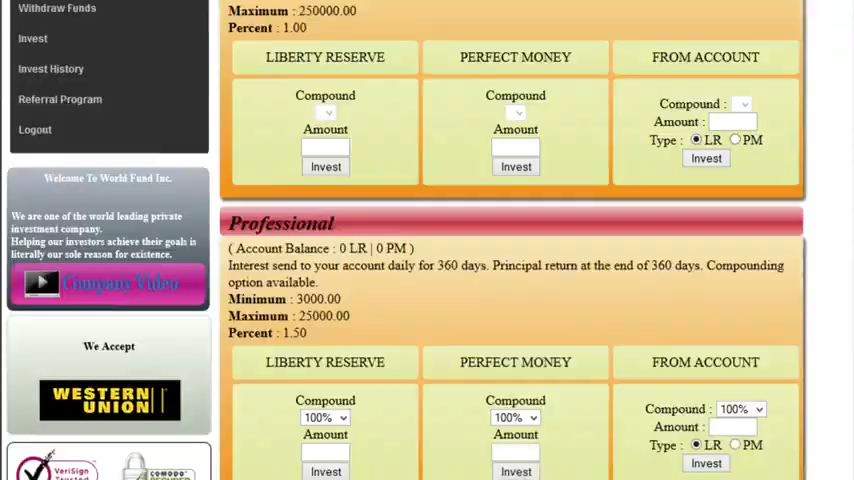 Withdraw Funds
Invest
Invest History
Referral Program
Logout
Welcome To World Fund Inc.
We are one of the world leading private
investment company.
Helping our investors achieve their goals is
literally our sole reason for existence.
Company Video
We Accept
WESTERN
UNION
VeriSign
Trusted
COMODO
Maximum : 250000.00
Percent : 1.00
LIBERTY RESERVE PERFECT MONEY FROM ACCOUNT
Compound Compound Compound :
Amount Amount Amount :
Type : LR PM
Invest Invest Invest
Professional
( Account Balance : 0 LR | 0 PM )
Interest send to your account daily for 360 days. Principal return at the end of 360 days. Compounding
option available.
Minimum : 3000.00
Maximum : 25000.00
Percent : 1.50
LIBERTY RESERVE PERFECT MONEY FROM ACCOUNT
Compound Compound Compound : 100%
100% 100%
Amount Amount Amount :
Type : LR PM
Invest Invest Invest